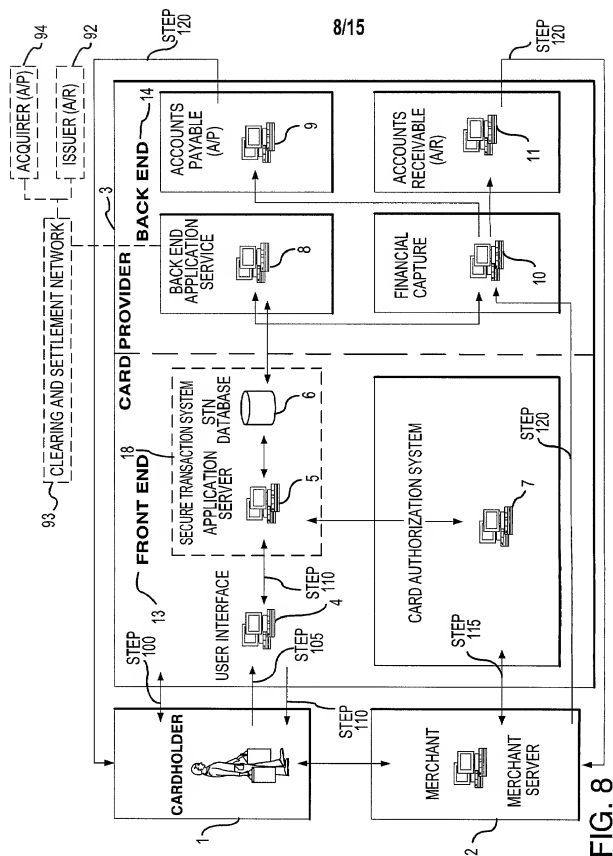 8/15
ACQUIRER (A/P)
94
ISSUER (A/R)
92
CLEARING AND SETTLEMENT NETWORK
93
3
CARD PROVIDER
FRONT END
13
BACK END
14
STEP
120
CARDHOLDER
1
STEP
100
STEP
105
STEP
110
USER INTERFACE
4
STEP
110
18
SECURE TRANSACTION SYSTEM
APPLICATION
SERVER
5
STN
DATABASE
6
BACK END
APPLICATION
SERVICE
8
ACCOUNTS
PAYABLE
(A/P)
9
MERCHANT
MERCHANT
SERVER
2
STEP
115
CARD AUTHORIZATION SYSTEM
7
STEP
120
FINANCIAL
CAPTURE
10
ACCOUNTS
RECEIVABLE
(A/R)
11
STEP
120
FIG. 8